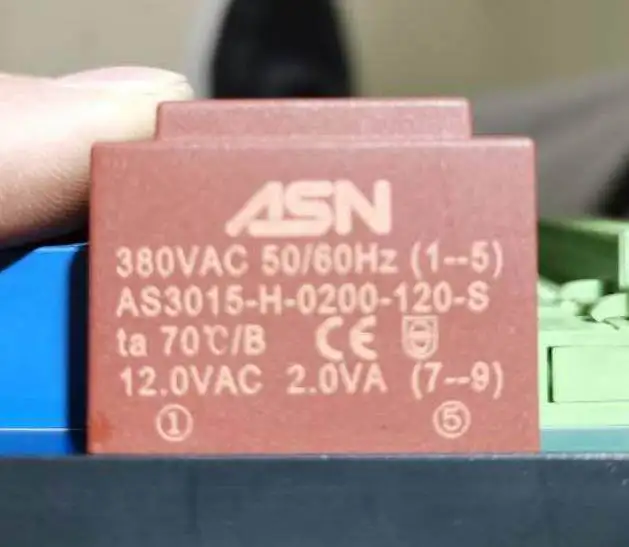 ASN
380VAC 50/60Hz (1--5)
AS3015-H-0200-120-S
ta 70℃/B CE
12.0VAC 2.0VA (7--9)
① ⑤